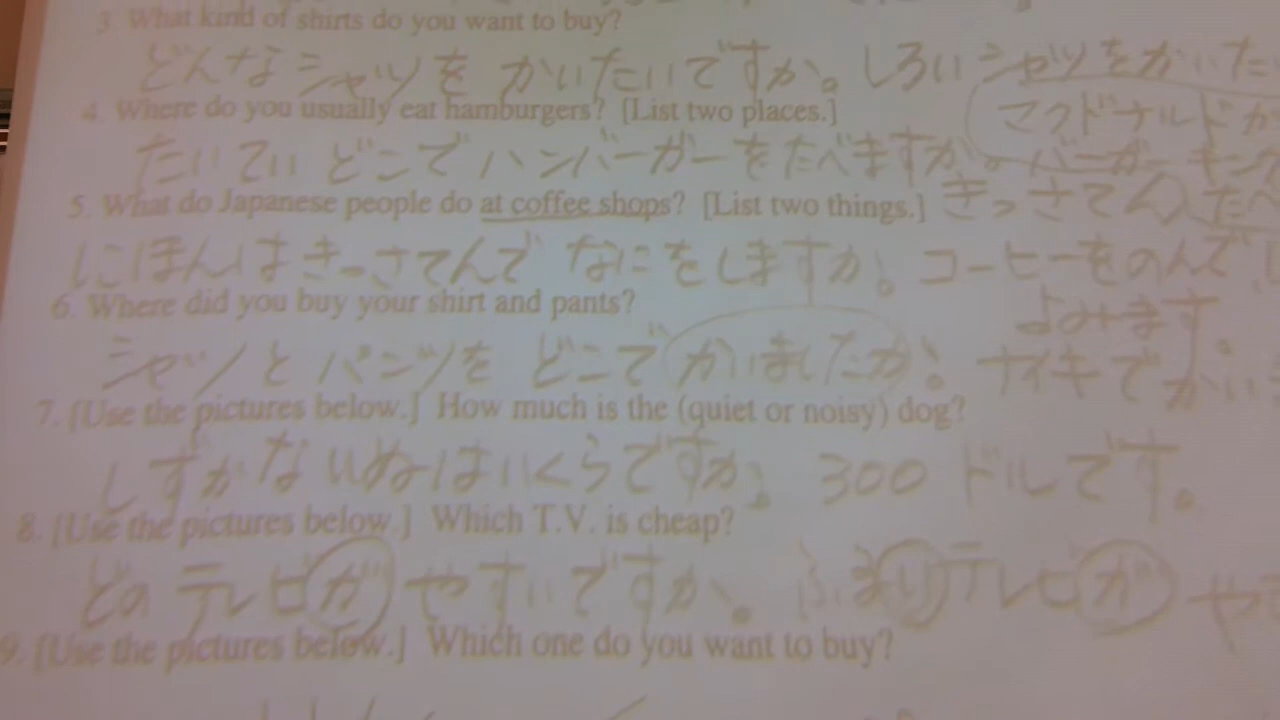 3. What kind of shirts do you want to buy?
どんなシャツを かいたいですか。 しろい シャツをかいた
4. Where do you usually eat hamburgers? [List two places.]
マクドナルドか
たいてい どこで ハンバーガーをたべますか。 バーガーキング
5. What do Japanese people do at coffee shops? [List two things.]
きっさてん
にほんはきっさてんで なにをしますか。 コーヒーをのんで
よみます。
6. Where did you buy your shirt and pants?
シャツと パンツを どこで かいましたか。 ナイキで かい
7. [Use the pictures below.] How much is the (quiet or noisy) dog?
しずかな いぬはいくらですか。 300 ドルです。
8. [Use the pictures below.] Which T.V. is cheap?
どの テレビが やすいですか。 テレビが や
9. [Use the pictures below.] Which one do you want to buy?